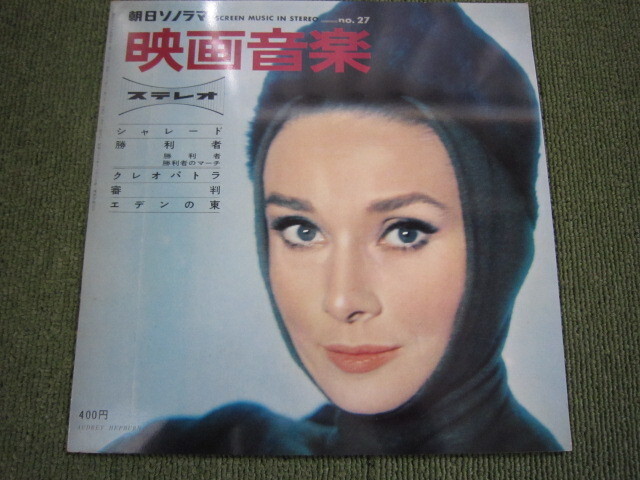 朝日ソノラマ SCREEN MUSIC IN STEREO no. 27
映画音楽
ステレオ
シャレード
勝利者
勝利者
勝利者のマーチ
クレオパトラ
審判
エデンの東
400円
AUDREY HEPBURN